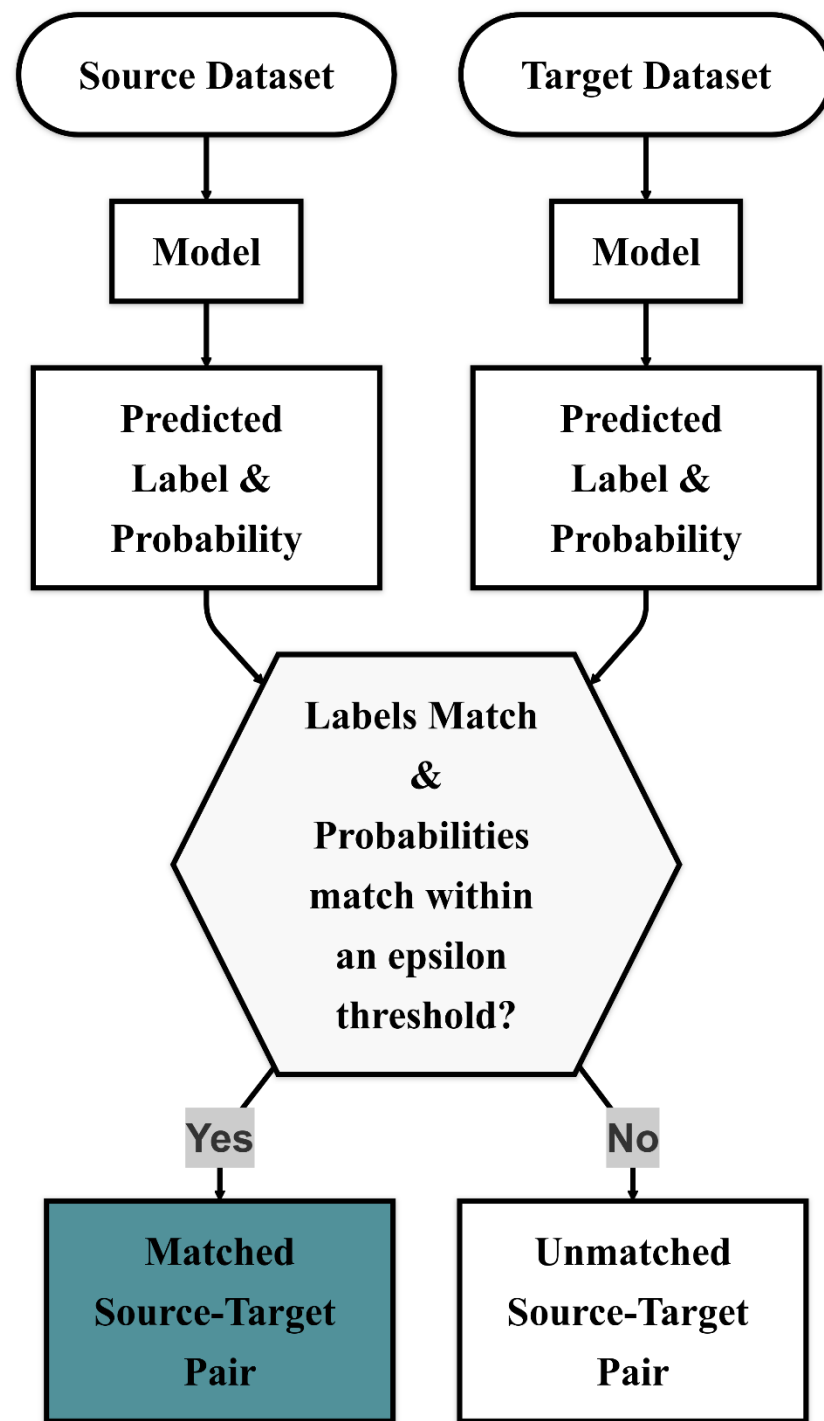 Source Dataset
Target Dataset
Model
Model
Predicted
Label &
Probability
Predicted
Label &
Probability
Labels Match
&
Probabilities
match within
an epsilon
threshold?
Yes
No
Matched
Source-Target
Pair
Unmatched
Source-Target
Pair